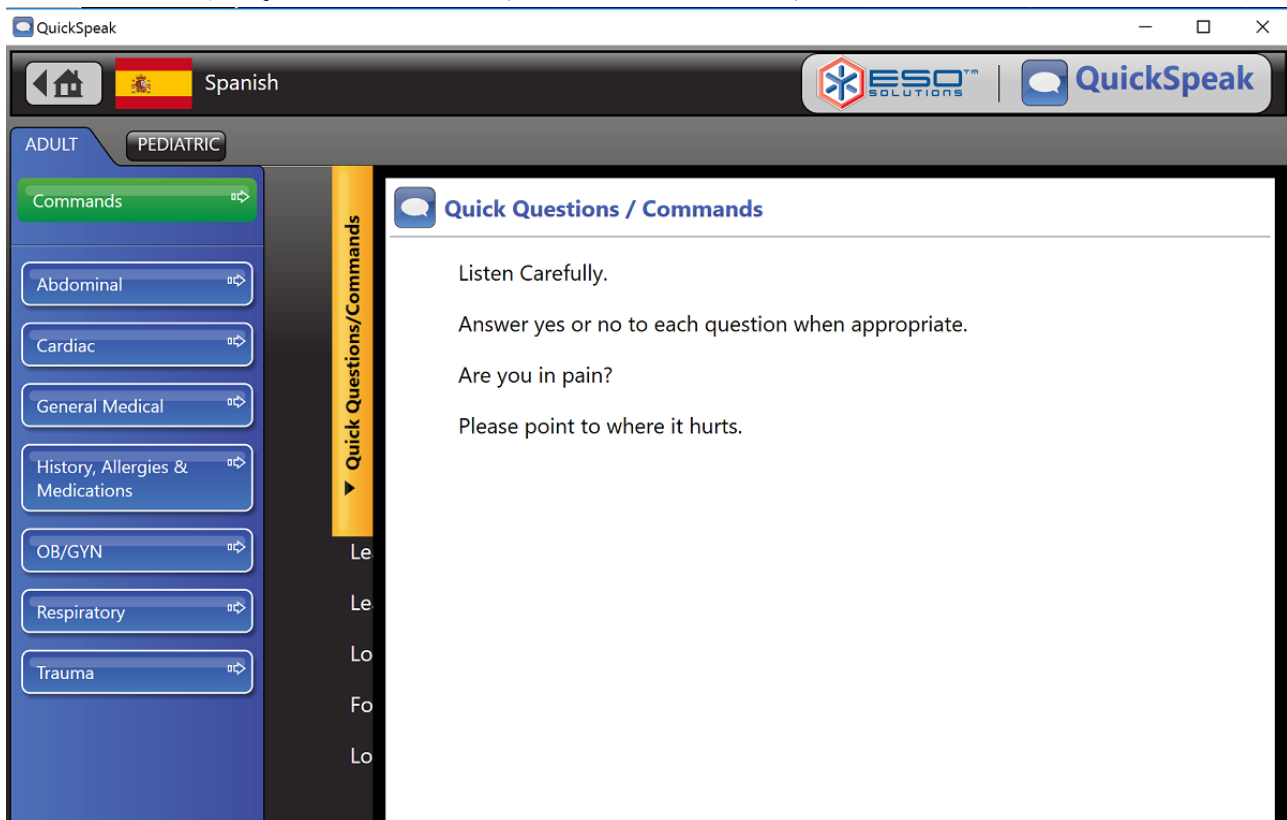 QuickSpeak
Spanish
ESO™
SOLUTIONS
QuickSpeak
ADULT
PEDIATRIC
Commands
Abdominal
Cardiac
General Medical
History, Allergies &
Medications
OB/GYN
Respiratory
Trauma
Quick Questions/Commands
Le
Le
Lo
Fo
Lo
Quick Questions / Commands
Listen Carefully.
Answer yes or no to each question when appropriate.
Are you in pain?
Please point to where it hurts.